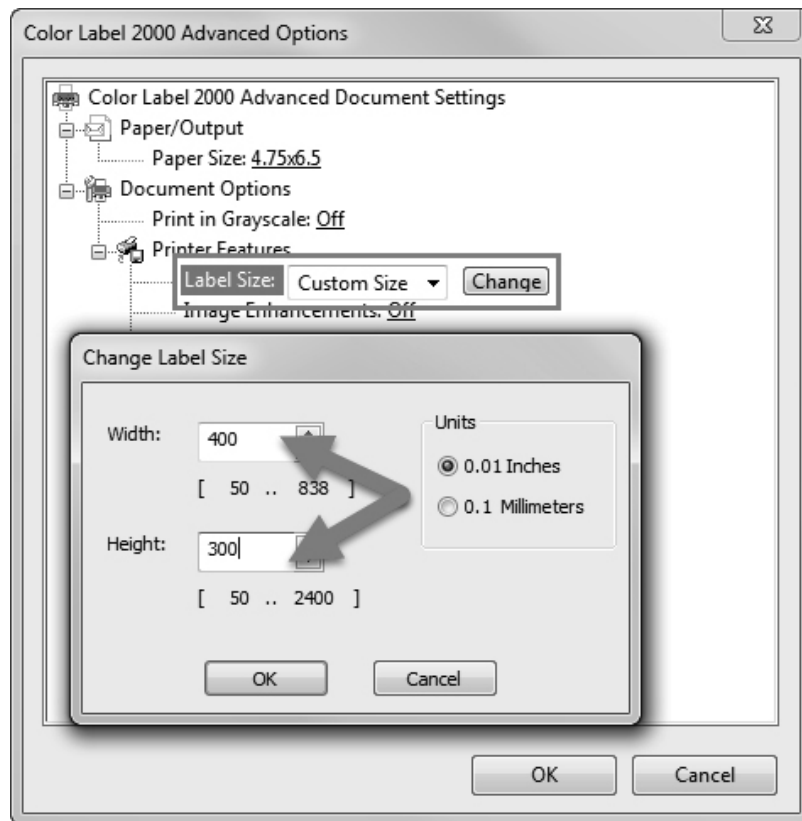 Color Label 2000 Advanced Options
Color Label 2000 Advanced Document Settings
Paper/Output
Paper Size: 4.75x6.5
Document Options
Print in Grayscale: Off
Printer Features
Label Size: Custom Size Change
Image Enhancements: Off
Change Label Size
Width: 400
[ 50 .. 838 ]
Height: 300
[ 50 .. 2400 ]
Units
0.01 Inches
0.1 Millimeters
OK Cancel
OK Cancel